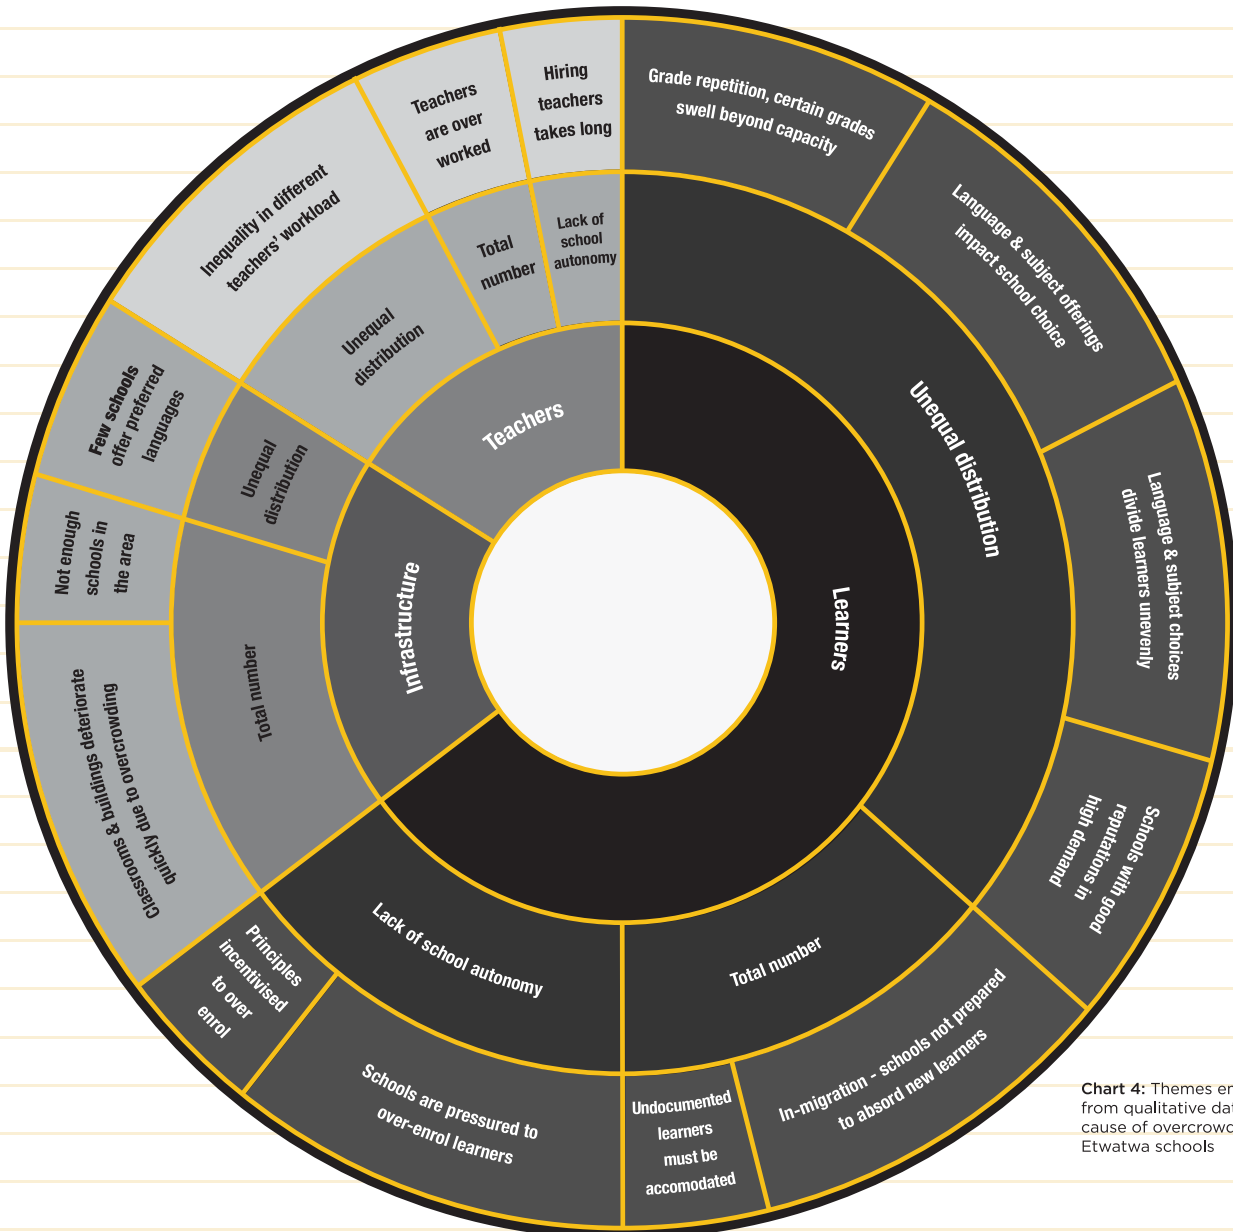 Hiring
teachers
takes long
Teachers
are over
worked
Inequality in different
teachers' workload
Few schools
offer preferred
languages
Not enough
schools in
the area
Classrooms & buildings deteriorate
quickly due to overcrowding
Principles
incentivised
to over
enrol
Schools are pressured to
over-enrol learners
Undocumented
learners
must be
accomodated
In-migration - schools not prepared
to absord new learners
Schools with good
reputations in
high demand
Language & subject choices
divide learners unevenly
Language & subject offerings
impact school choice
Grade repetition, certain grades
swell beyond capacity
Lack of
school
autonomy
Total
number
Unequal
distribution
Unequal
distribution
Total number
Lack of school autonomy
Total number
Unequal distribution
Teachers
Infrastructure
Learners
Chart 4: Themes
from qualitative
cause of
Etwatwa schools